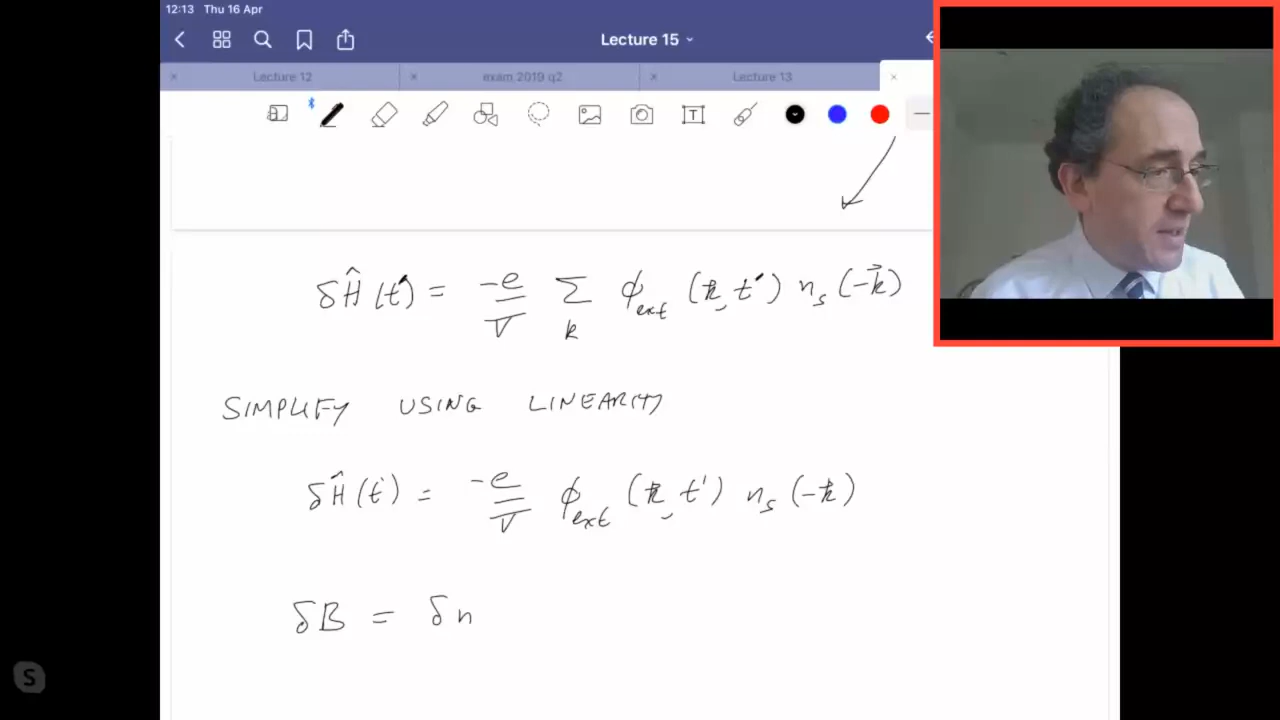 12:13 Thu 16 Apr
Lecture 15
Lecture 12 exam 2019 q2 Lecture 13
T
δĤ(t') = -e/V Σ_k ϕ_ext (k, t') n_s (-k⃗)
SIMPLIFY USING LINEARITY
δĤ(t') = -e/V ϕ_ext (k, t') n_s (-k)
δB = δn
S